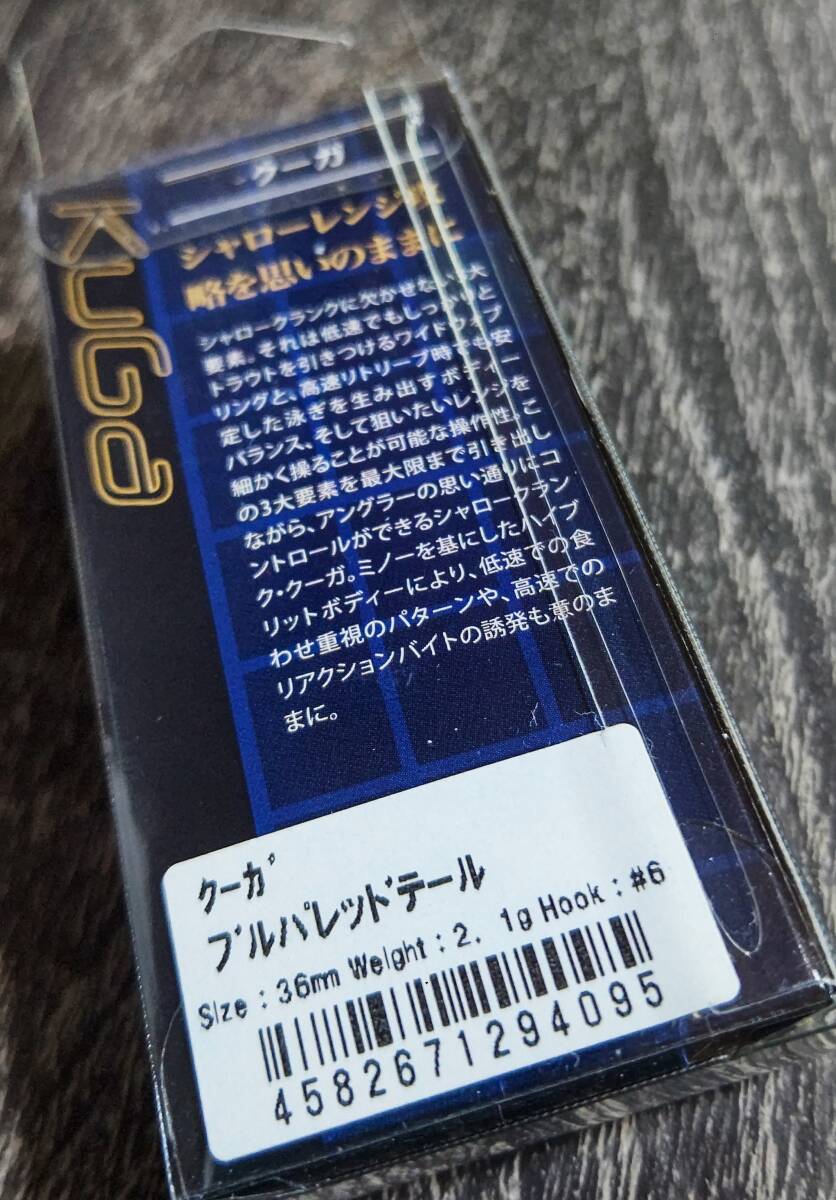 クーガ
KuGa
シャローレンジ攻
略を思いのままに
シャロークランクに欠かせない3大
要素。それは低速でもしっかりと
トラウトを引きつけるワイドウォブ
リングと、高速リトリーブ時でも安
定した泳ぎを生み出すボディー
バランス、そして狙いたいレンジを
細かく操ることが可能な操作性。こ
の3大要素を最大限まで引き出し
ながら、アングラーの思い通りにコ
ントロールができるシャロークラン
ク・クーガ。ミノーを基にしたハイブ
リットボディーにより、低速での食
わせ重視のパターンや、高速での
リアクションバイトの誘発も意のま
まに。
クーガ
ブルパレッドテール
Size : 36mm Weight : 2. 1g Hook : #6
4582671294095